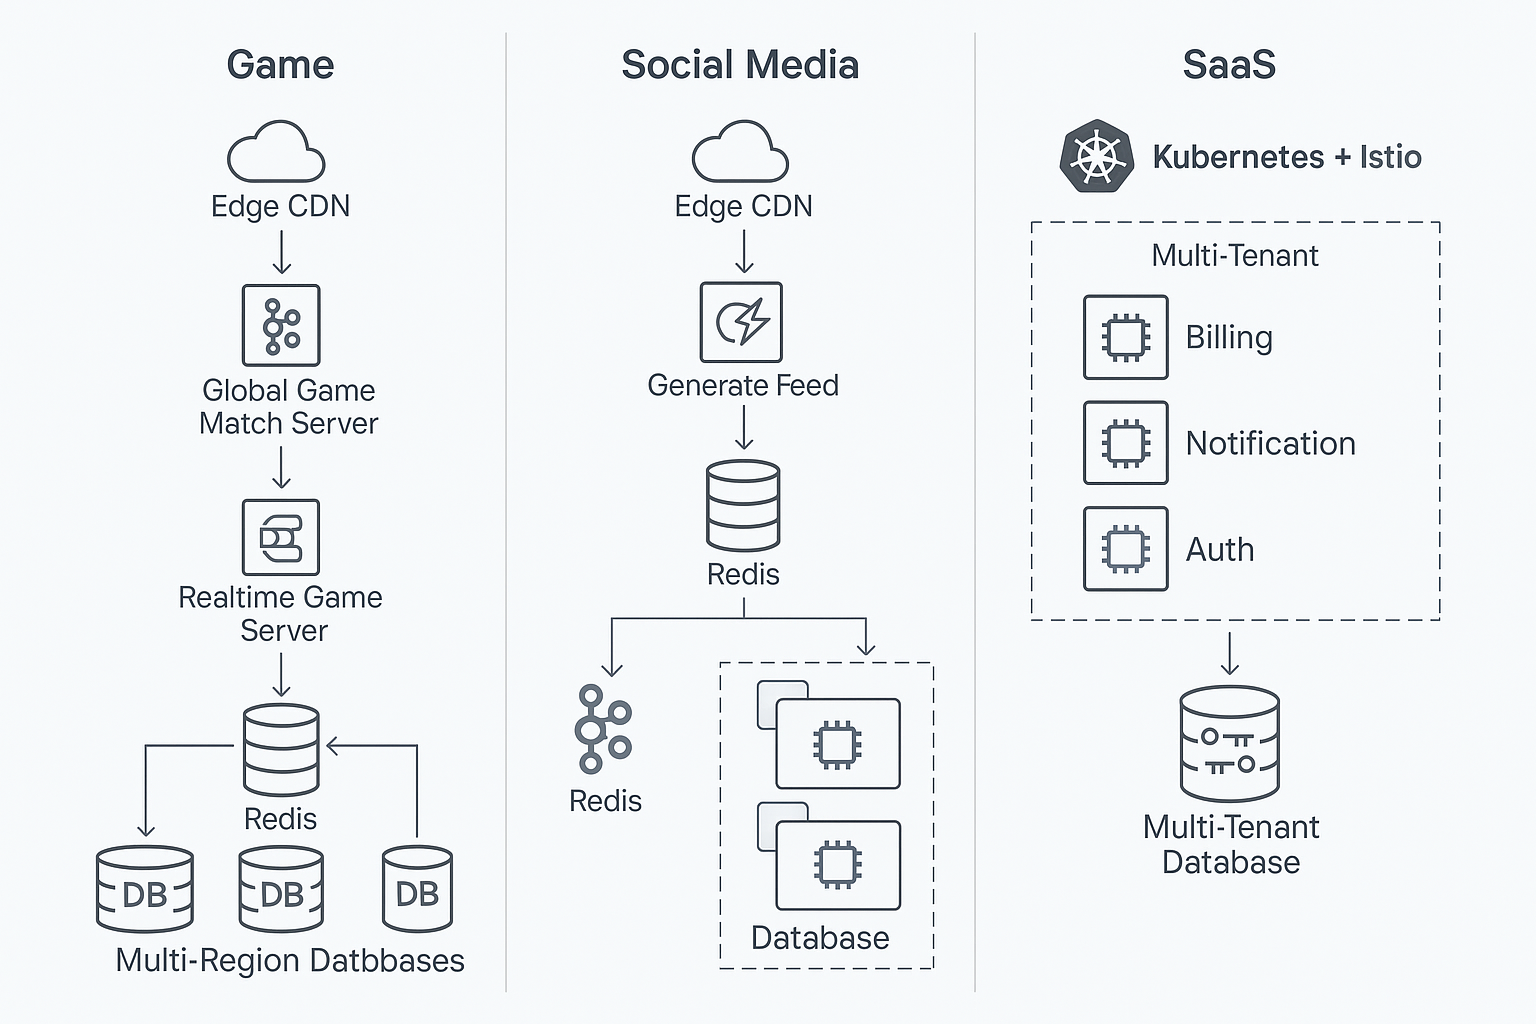 Game
Edge CDN
Global Game
Match Server
Realtime Game
Server
Redis
DB
DB
DB
Multi-Region Datbbases
Social Media
Edge CDN
Generate Feed
Redis
Redis
Database
SaaS
Kubernetes + Istio
Multi-Tenant
Billing
Notification
Auth
Multi-Tenant
Database